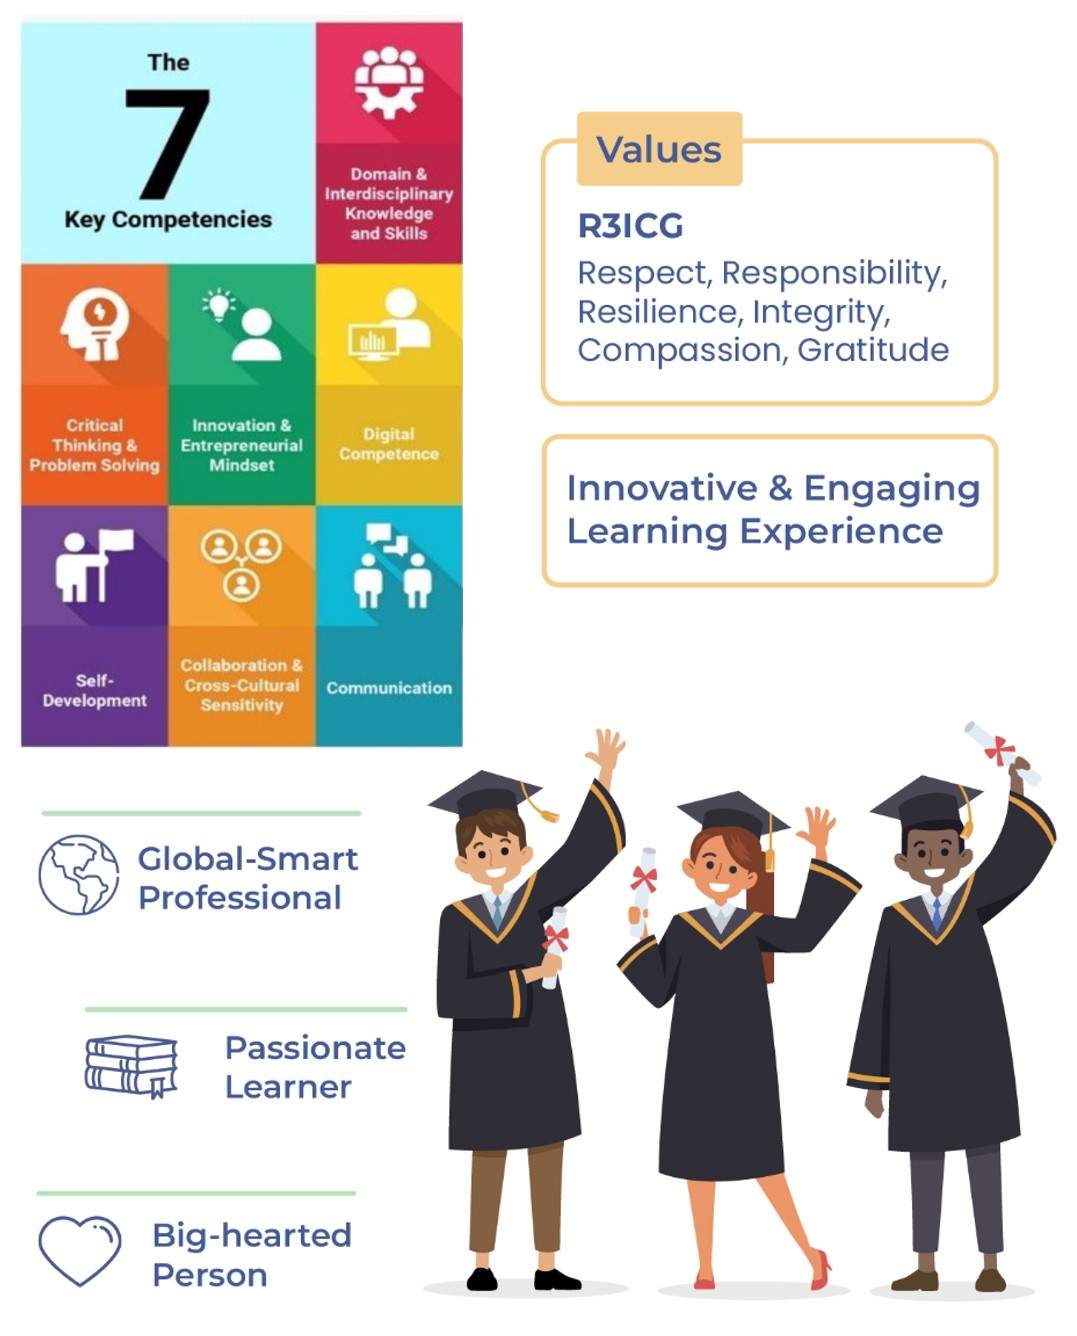 The
7
Key Competencies
Domain &
Interdisciplinary
Knowledge
and Skills
Critical
Thinking &
Problem Solving
Innovation &
Entrepreneurial
Mindset
Digital
Competence
Self-
Development
Collaboration &
Cross-Cultural
Sensitivity
Communication
Values
R3ICG
Respect, Responsibility,
Resilience, Integrity,
Compassion, Gratitude
Innovative & Engaging
Learning Experience
Global-Smart
Professional
Passionate
Learner
Big-hearted
Person